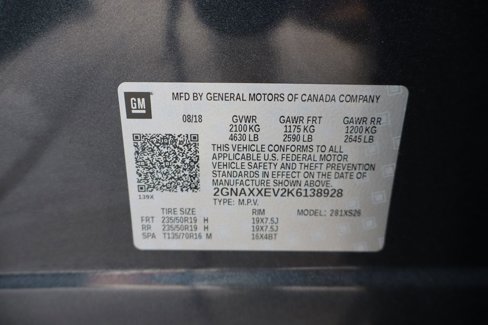 GM
MFD BY GENERAL MOTORS OF CANADA COMPANY
08/18 GVWR GAWR FRT GAWR RR
2100 KG 1175 KG 1200 KG
4630 LB 2590 LB 2645 LB
THIS VEHICLE CONFORMS TO ALL
APPLICABLE U.S. FEDERAL MOTOR
VEHICLE SAFETY AND THEFT PREVENTION
STANDARDS IN EFFECT ON THE DATE OF
MANUFACTURE SHOWN ABOVE.
139X 2GNAXXEV2K6138928
TYPE: M.P.V.
TIRE SIZE RIM MODEL: 281XS26
FRT 235/50R19 H 19X7.5J
RR 235/50R19 H 19X7.5J
SPA T135/70R16 M 16X4BT